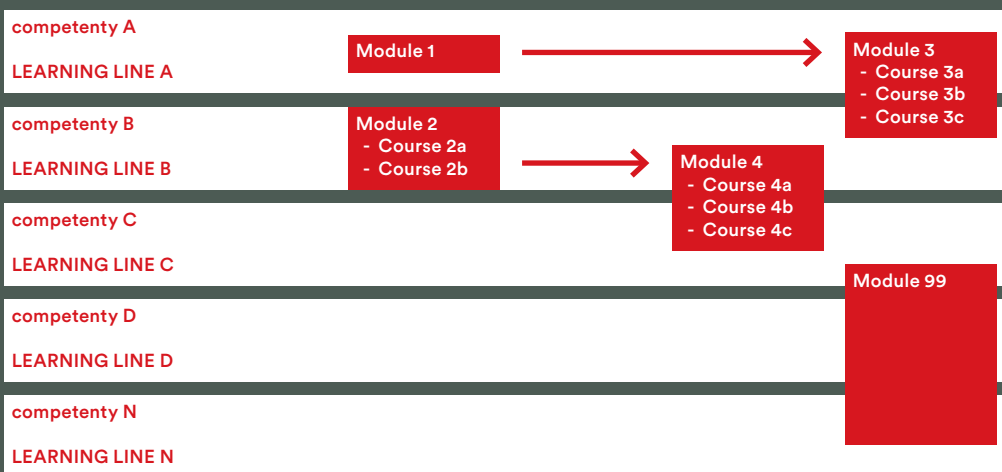 competenty A
LEARNING LINE A
Module 1
Module 3
- Course 3a
- Course 3b
- Course 3c
competenty B
LEARNING LINE B
Module 2
- Course 2a
- Course 2b
Module 4
- Course 4a
- Course 4b
- Course 4c
competenty C
LEARNING LINE C
Module 99
competenty D
LEARNING LINE D
competenty N
LEARNING LINE N